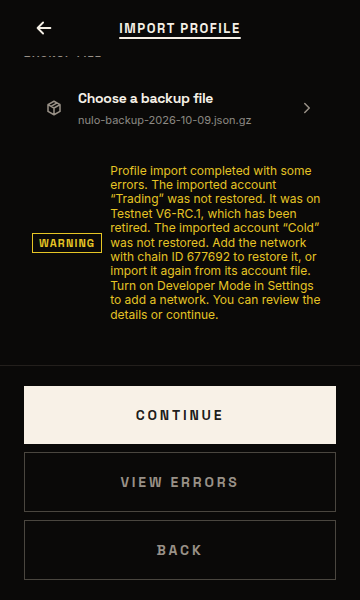 IMPORT PROFILE
Choose a backup file
nulo-backup-2026-10-09.json.gz
Profile import completed with some
errors. The imported account
“Trading” was not restored. It was on
Testnet V6-RC.1, which has been
retired. The imported account “Cold”
WARNING was not restored. Add the network
with chain ID 677692 to restore it, or
import it again from its account file.
Turn on Developer Mode in Settings
to add a network. You can review the
details or continue.
CONTINUE
VIEW ERRORS
BACK